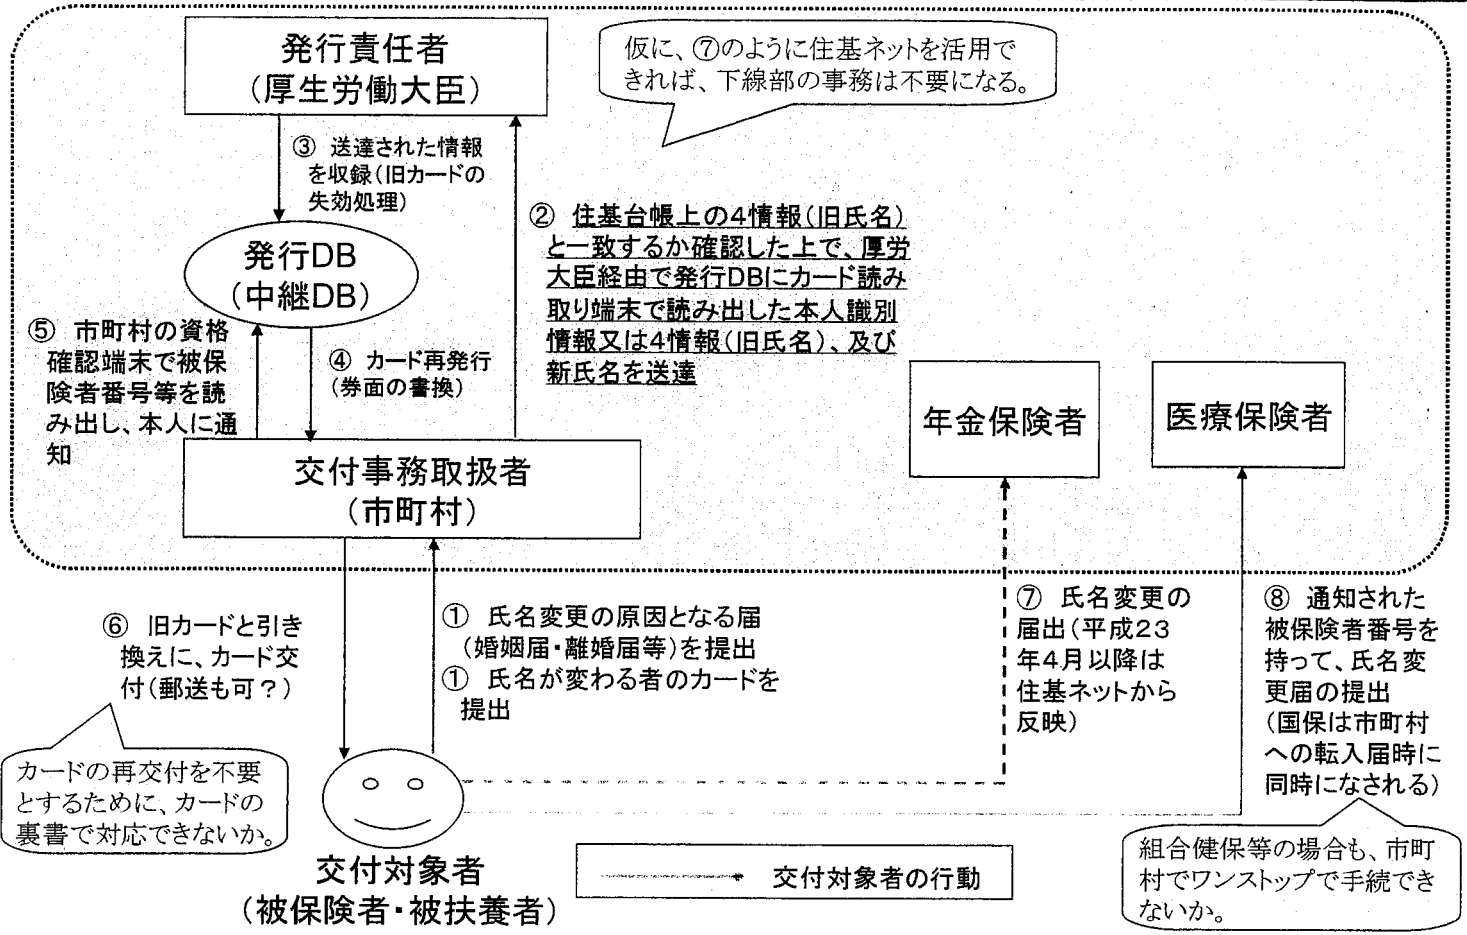 発行責任者
（厚生労働大臣）
仮に、⑦のように住基ネットを活用で
きれば、下線部の事務は不要になる。
③ 送達された情報
を収録（旧カードの
失効処理）
② 住基台帳上の４情報（旧氏名）
と一致するか確認した上で、厚労
大臣経由で発行DBにカード読み
取り端末で読み出した本人識別
情報又は４情報（旧氏名）、及び
新氏名を送達
発行DB
（中継DB）
⑤ 市町村の資格
確認端末で被保
険者番号等を読
み出し、本人に通
知
④ カード再発行
（券面の書換）
年金保険者
医療保険者
交付事務取扱者
（市町村）
⑥ 旧カードと引き
換えに、カード交
付（郵送も可？）
① 氏名変更の原因となる届
（婚姻届・離婚届等）を提出
① 氏名が変わる者のカードを
提出
⑦ 氏名変更の
届出（平成２３
年４月以降は
住基ネットから
反映）
⑧ 通知された
被保険者番号を
持って、氏名変
更届の提出
（国保は市町村
への転入届時に
同時になされる）
カードの再交付を不要
とするために、カードの
裏書で対応できないか。
組合健保等の場合も、市町
村でワンストップで手続でき
ないか。
交付対象者
（被保険者・被扶養者）
交付対象者の行動